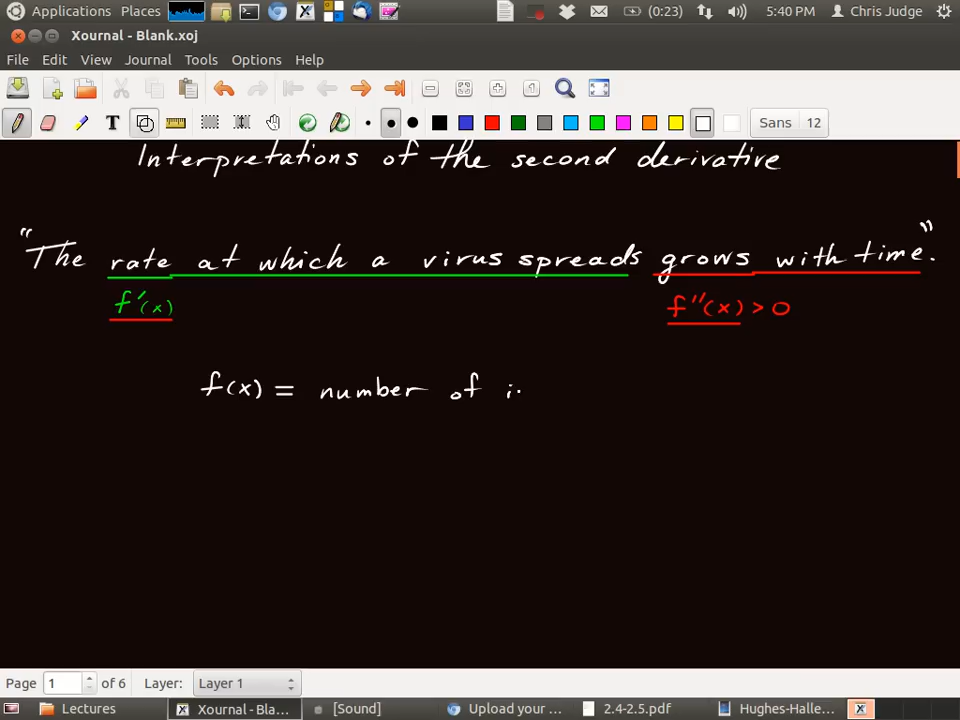 Applications Places (0:23) 5:40 PM Chris Judge
Xournal - Blank.xoj
File Edit View Journal Tools Options Help
T Sans 12
Interpretations of the second derivative
"The rate at which a virus spreads grows with time".
f'(x) f''(x) > 0
f(x) = number of i
Page 1 of 6 Layer: Layer 1
Lectures Xournal - Bla... [Sound] Upload your ... 2.4-2.5.pdf Hughes-Halle...